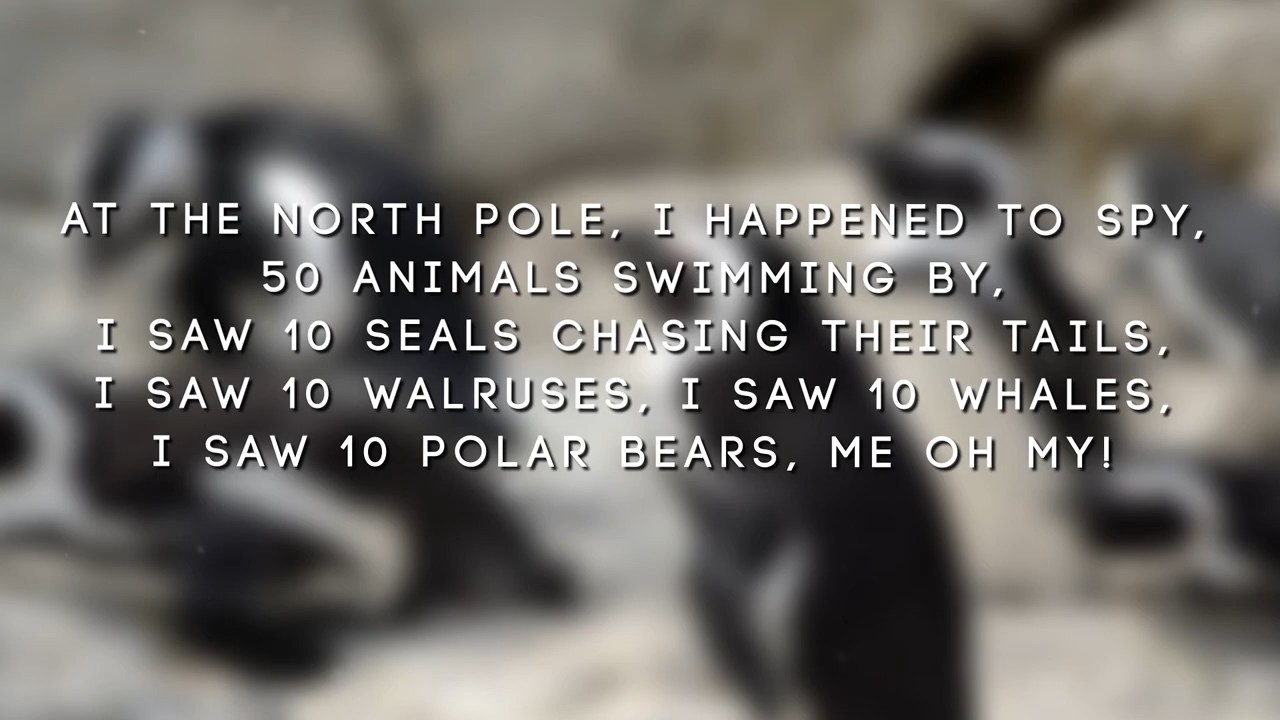 AT THE NORTH POLE, I HAPPENED TO SPY,
50 ANIMALS SWIMMING BY,
I SAW 10 SEALS CHASING THEIR TAILS,
I SAW 10 WALRUSES, I SAW 10 WHALES,
I SAW 10 POLAR BEARS, ME OH MY!